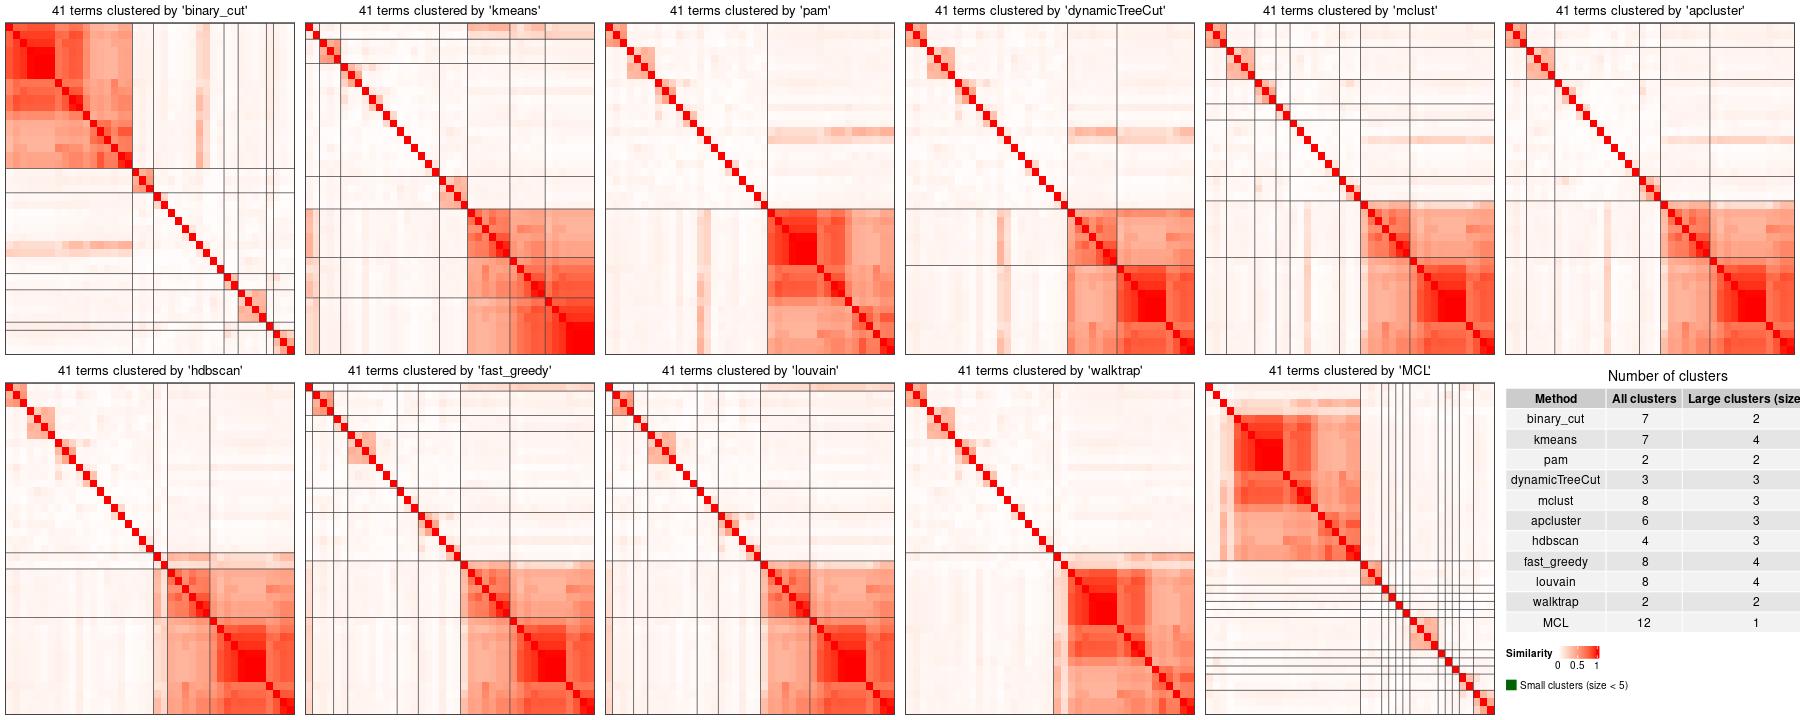 41 terms clustered by 'binary_cut'
41 terms clustered by 'kmeans'
41 terms clustered by 'pam'
41 terms clustered by 'dynamicTreeCut'
41 terms clustered by 'mclust'
41 terms clustered by 'apcluster'
41 terms clustered by 'hdbscan'
41 terms clustered by 'fast_greedy'
41 terms clustered by 'louvain'
41 terms clustered by 'walktrap'
41 terms clustered by 'MCL'
Number of clusters
Method All clusters Large clusters (size
binary_cut 7 2
kmeans 7 4
pam 2 2
dynamicTreeCut 3 3
mclust 8 3
apcluster 6 3
hdbscan 4 3
fast_greedy 8 4
louvain 8 4
walktrap 2 2
MCL 12 1
Similarity
0 0.5 1
Small clusters (size < 5)